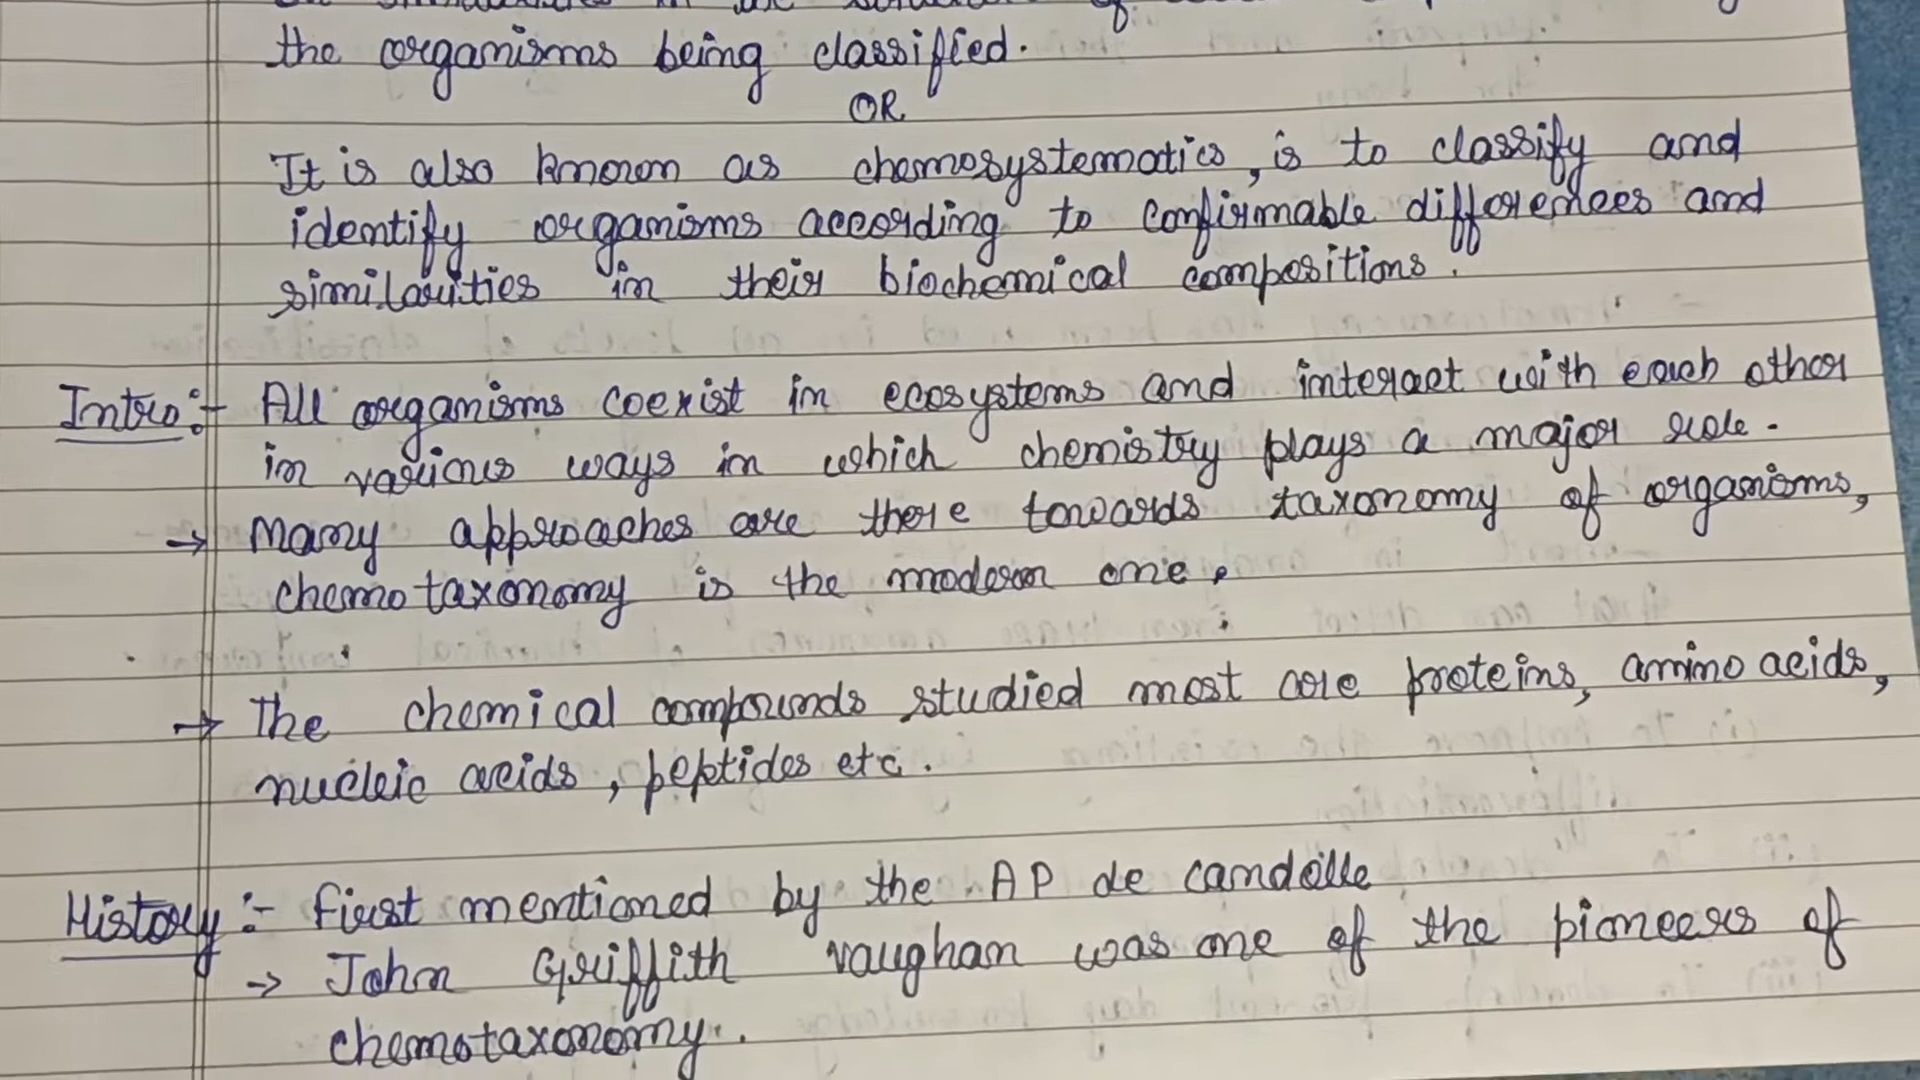 the organisms being classified.
OR
It is also known as chemosystematics, is to classify and
identify organisms according to confirmable differences and
similarities in their biochemical compositions.
Intro:- All organisms coexist in ecosystems and interact with each other
in various ways in which chemistry plays a major role.
→ Many approaches are there towards taxonomy of organisms,
chemotaxonomy is the modern one.
→ The chemical compounds studied most are proteins, amino acids,
nucleic acids, peptides etc.
History:- first mentioned by the AP de candolle
→ John Griffith vaughan was one of the pioneers of
chemotaxonomy.